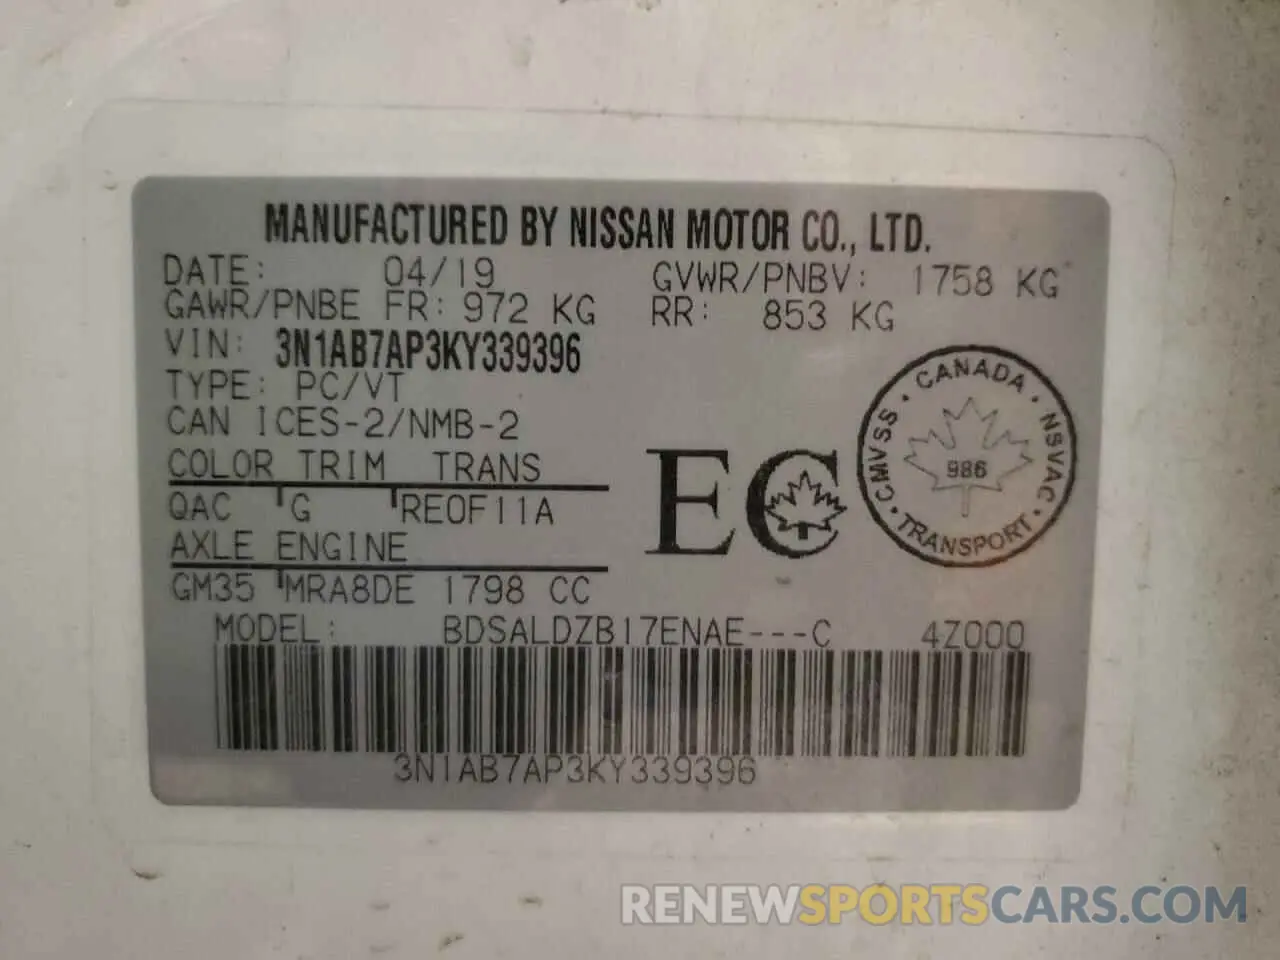 MANUFACTURED BY NISSAN MOTOR CO., LTD.
DATE: 04/19 GVWR/PNBV: 1758 KG
GAWR/PNBE FR: 972 KG RR: 853 KG
VIN: 3N1AB7AP3KY339396
TYPE: PC/VT
CAN ICES-2/NMB-2
COLOR TRIM TRANS
QAC G RE0F11A
AXLE ENGINE
GM35 MRA8DE 1798 CC
EC
CANADA
CMVSS 986 NSVAC
TRANSPORT
MODEL: BDSALDZB17ENAE---C 4Z000
3N1AB7AP3KY339396
RENEWSPORTSCARS.COM